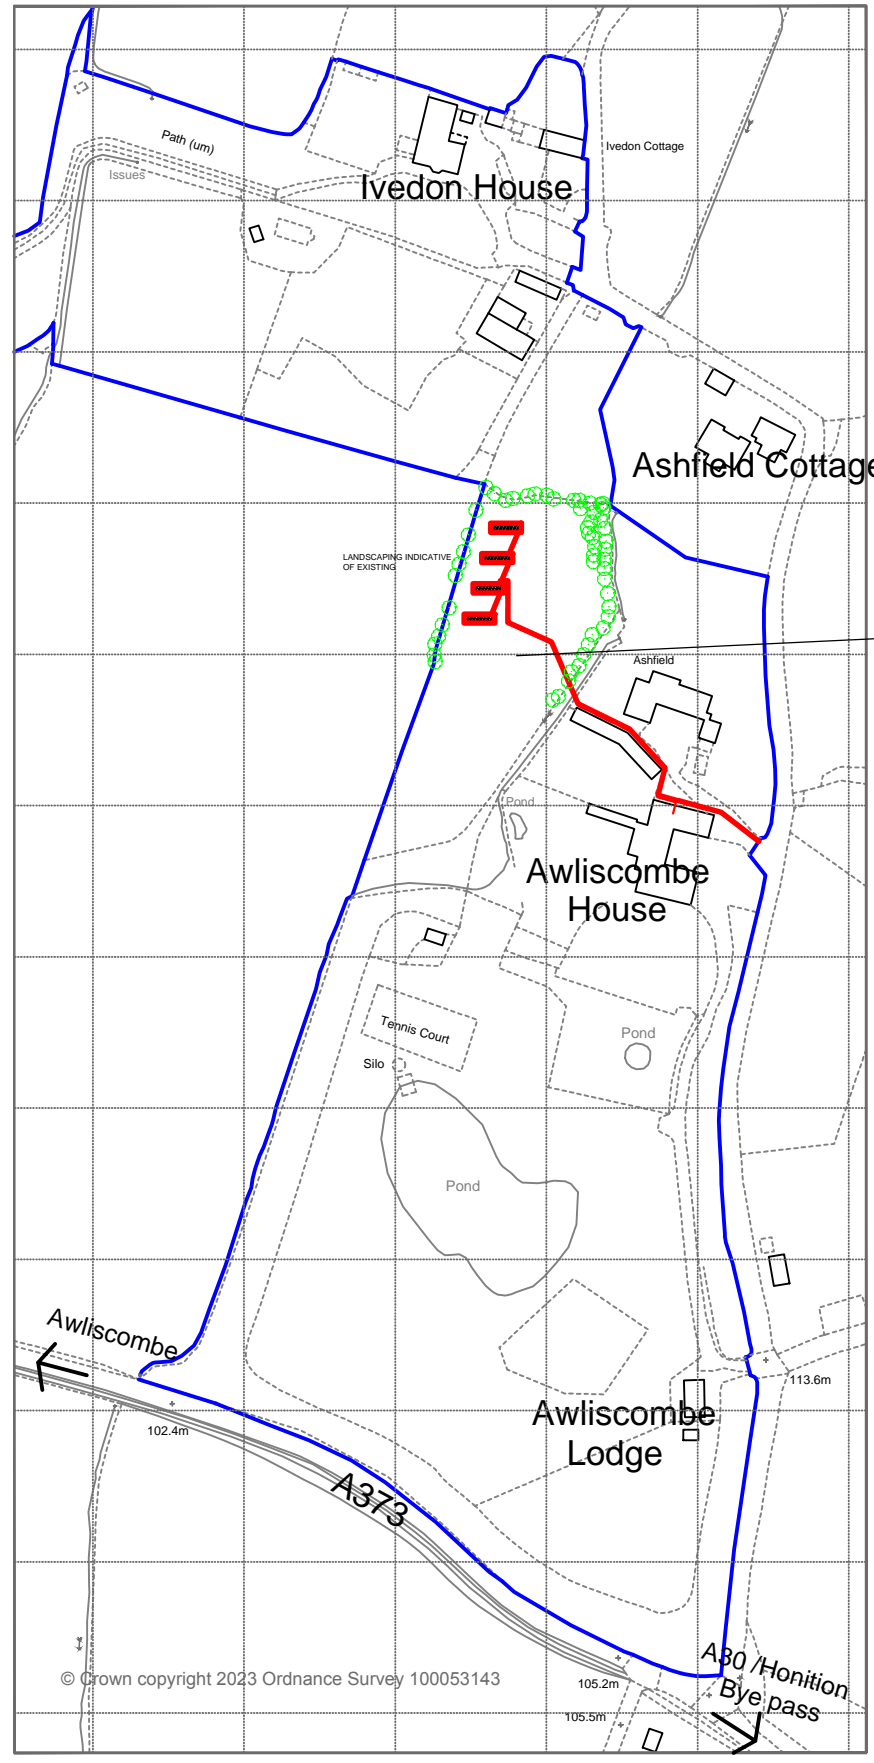 Path (um)
Issues
Ivedon Cottage
Ivedon House
Ashfield Cottage
LANDSCAPING INDICATIVE
OF EXISTING
Ashfield
Pond
Awliscombe
House
Tennis Court
Pond
Silo
Pond
Awliscombe
113.6m
Awliscombe
Lodge
102.4m
A373
A30 /Honition
Bye pass
© Crown copyright 2023 Ordnance Survey 100053143
105.2m
105.5m